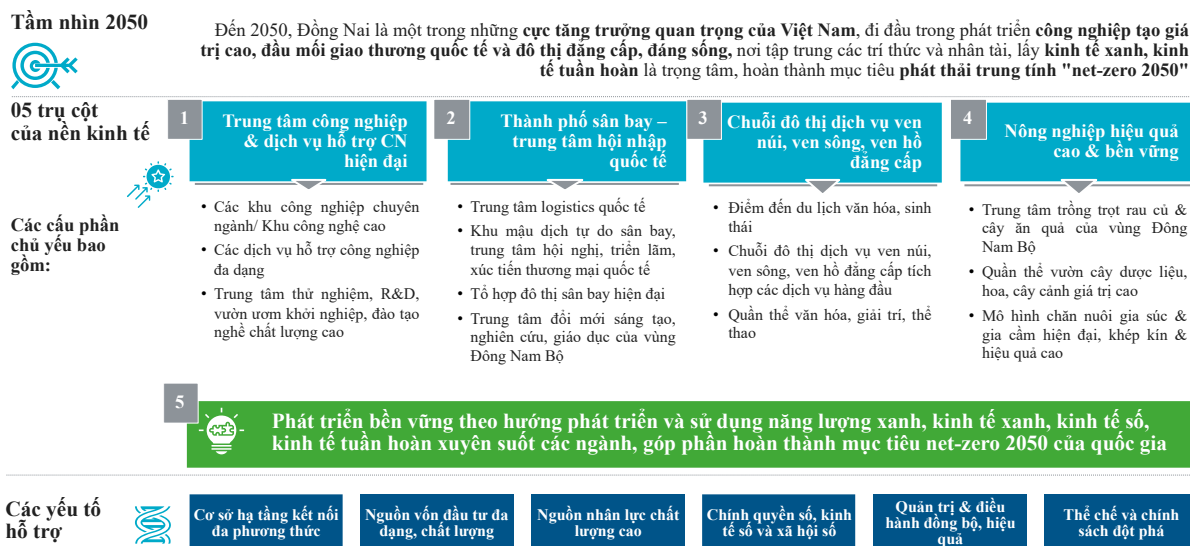 Tầm nhìn 2050
Đến 2050, Đồng Nai là một trong những cực tăng trưởng quan trọng của Việt Nam, đi đầu trong phát triển công nghiệp tạo giá
trị cao, đầu mối giao thương quốc tế và đô thị đẳng cấp, đáng sống, nơi tập trung các trí thức và nhân tài, lấy kinh tế xanh, kinh
tế tuần hoàn là trọng tâm, hoàn thành mục tiêu phát thải trung tính "net-zero 2050"
05 trụ cột
của nền kinh tế
1
Trung tâm công nghiệp
& dịch vụ hỗ trợ CN
hiện đại
2
Thành phố sân bay –
trung tâm hội nhập
quốc tế
3
Chuỗi đô thị dịch vụ ven
núi, ven sông, ven hồ
đẳng cấp
4
Nông nghiệp hiệu quả
cao & bền vững
Các cấu phần
chủ yếu bao
gồm:
• Các khu công nghiệp chuyên
ngành/ Khu công nghệ cao
• Các dịch vụ hỗ trợ công nghiệp
đa dạng
• Trung tâm thử nghiệm, R&D,
vườn ươm khởi nghiệp, đào tạo
nghề chất lượng cao
• Trung tâm logistics quốc tế
• Khu mậu dịch tự do sân bay,
trung tâm hội nghị, triển lãm,
xúc tiến thương mại quốc tế
• Tổ hợp đô thị sân bay hiện đại
• Trung tâm đổi mới sáng tạo,
nghiên cứu, giáo dục của vùng
Đông Nam Bộ
• Điểm đến du lịch văn hóa, sinh
thái
• Chuỗi đô thị dịch vụ ven núi,
ven sông, ven hồ đẳng cấp tích
hợp các dịch vụ hàng đầu
• Quần thể văn hóa, giải trí, thể
thao
• Trung tâm trồng trọt rau củ &
cây ăn quả của vùng Đông
Nam Bộ
• Quần thể vườn cây dược liệu,
hoa, cây cảnh giá trị cao
• Mô hình chăn nuôi gia súc &
gia cầm hiện đại, khép kín &
hiệu quả cao
5
Phát triển bền vững theo hướng phát triển và sử dụng năng lượng xanh, kinh tế xanh, kinh tế số,
kinh tế tuần hoàn xuyên suốt các ngành, góp phần hoàn thành mục tiêu net-zero 2050 của quốc gia
Các yếu tố
hỗ trợ
Cơ sở hạ tầng kết nối
đa phương thức
Nguồn vốn đầu tư đa
dạng, chất lượng
Nguồn nhân lực chất
lượng cao
Chính quyền số, kinh
tế số và xã hội số
Quản trị & điều
hành đồng bộ, hiệu
quả
Thể chế và chính
sách đột phá